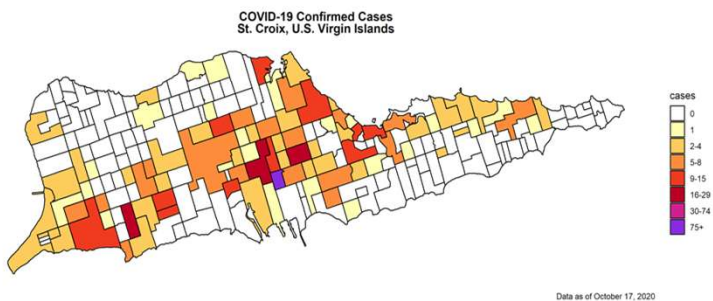 COVID-19 Confirmed Cases
St. Croix, U.S. Virgin Islands
cases
0
1
2-4
5-8
9-15
16-29
30-74
75+
Data as of October 17, 2020